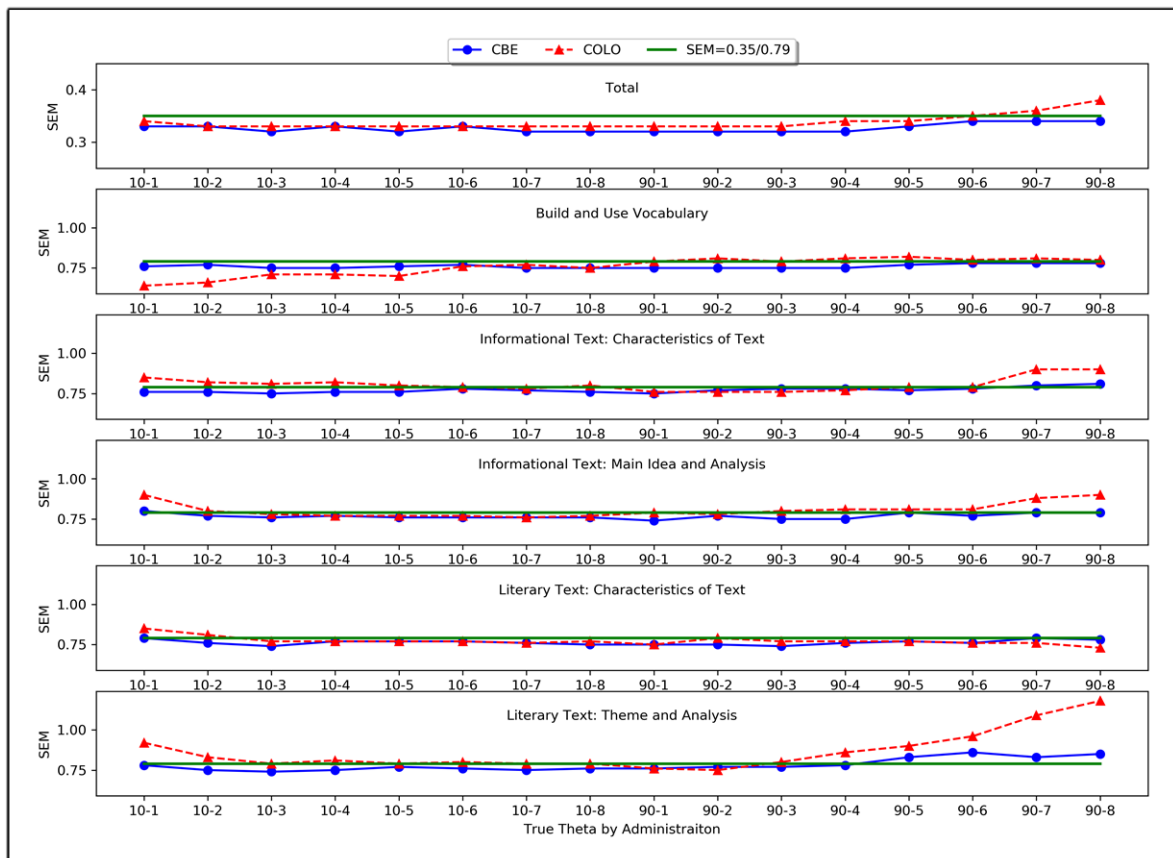 CBE COLO SEM=0.35/0.79
Total
SEM
0.4
0.3
10-1 10-2 10-3 10-4 10-5 10-6 10-7 10-8 90-1 90-2 90-3 90-4 90-5 90-6 90-7 90-8
Build and Use Vocabulary
SEM
1.00
0.75
10-1 10-2 10-3 10-4 10-5 10-6 10-7 10-8 90-1 90-2 90-3 90-4 90-5 90-6 90-7 90-8
Informational Text: Characteristics of Text
SEM
1.00
0.75
10-1 10-2 10-3 10-4 10-5 10-6 10-7 10-8 90-1 90-2 90-3 90-4 90-5 90-6 90-7 90-8
Informational Text: Main Idea and Analysis
SEM
1.00
0.75
10-1 10-2 10-3 10-4 10-5 10-6 10-7 10-8 90-1 90-2 90-3 90-4 90-5 90-6 90-7 90-8
Literary Text: Characteristics of Text
SEM
1.00
0.75
10-1 10-2 10-3 10-4 10-5 10-6 10-7 10-8 90-1 90-2 90-3 90-4 90-5 90-6 90-7 90-8
Literary Text: Theme and Analysis
SEM
1.00
0.75
10-1 10-2 10-3 10-4 10-5 10-6 10-7 10-8 90-1 90-2 90-3 90-4 90-5 90-6 90-7 90-8
True Theta by Administraiton